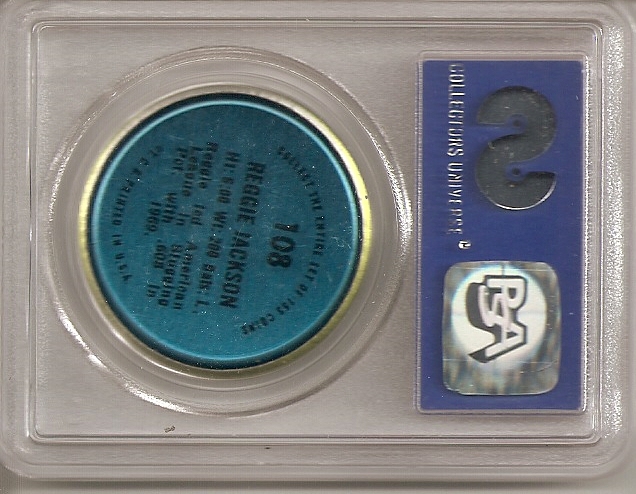 COLLECT THE ENTIRE SET OF 153 COINS
108
REGGIE JACKSON
Ht: 6:00 Wt: 200 Bats: L.
Reggie led American
League in Slugging
Pct. with .608 in
1969.
PRINTED IN U.S.A.
COLLECTORS UNIVERSE
PSA